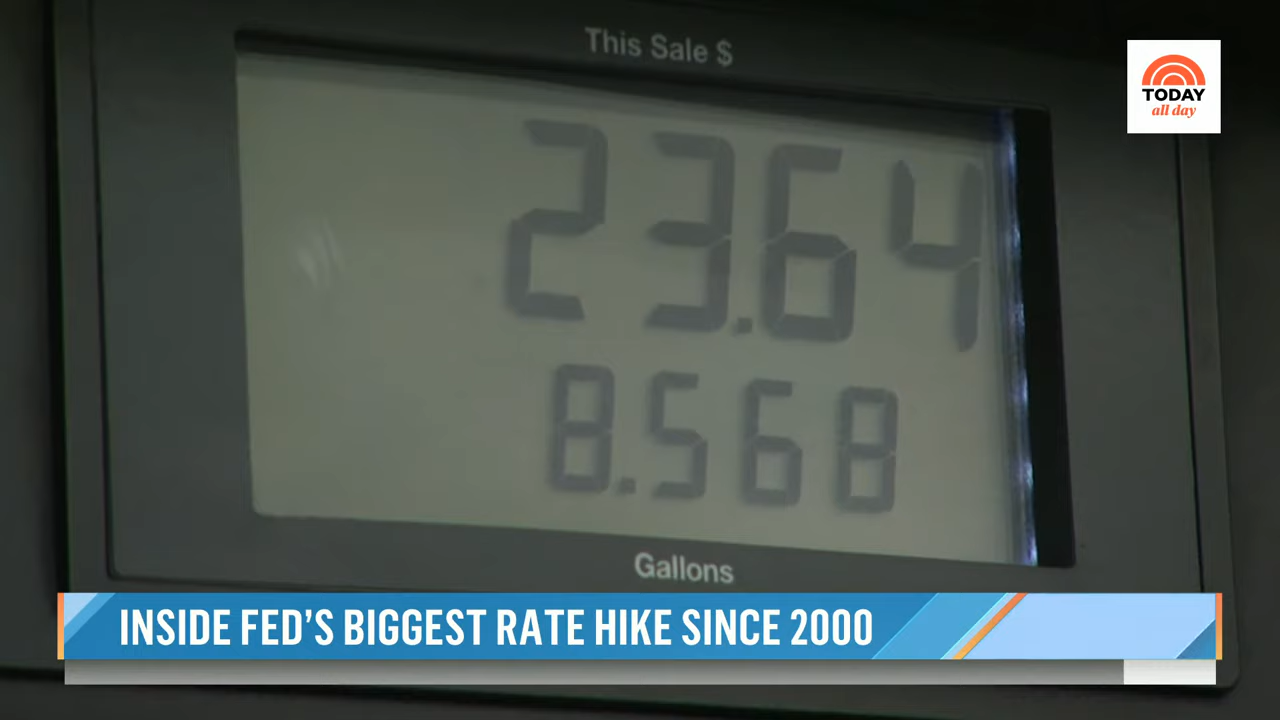 This Sale $
TODAY
all day
23.64
8.568
Gallons
INSIDE FED'S BIGGEST RATE HIKE SINCE 2000